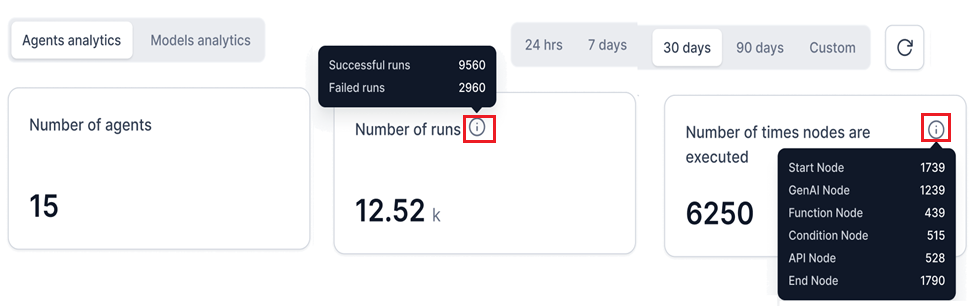 Agents analytics
Models analytics
24 hrs
7 days
30 days
90 days
Custom
Successful runs 9560
Failed runs 2960
Number of agents
15
Number of runs
12.52 k
Number of times nodes are
executed
6250
Start Node 1739
GenAI Node 1239
Function Node 439
Condition Node 515
API Node 528
End Node 1790